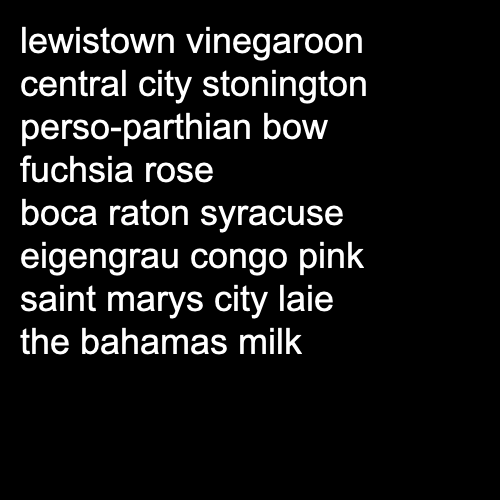 lewistown vinegaroon
central city stonington
perso-parthian bow
fuchsia rose
boca raton syracuse
eigengrau congo pink
saint marys city laie
the bahamas milk